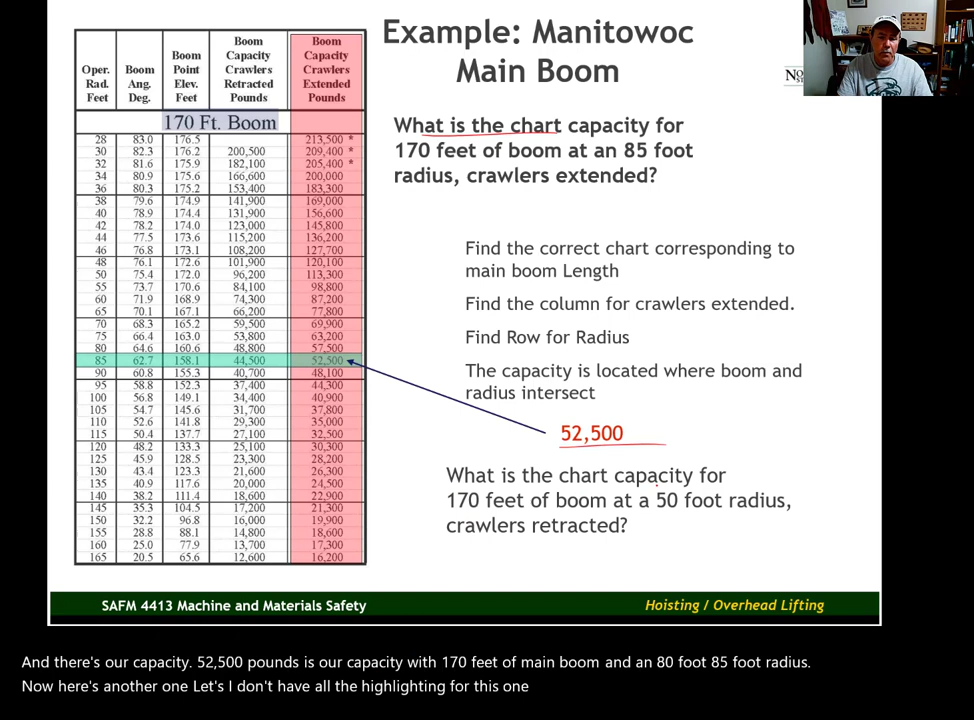 Example: Manitowoc
Main Boom
No
Oper. Rad. Feet | Boom Ang. Deg. | Boom Point Elev. Feet | Boom Capacity Crawlers Retracted Pounds | Boom Capacity Crawlers Extended Pounds
170 Ft. Boom
28 83.0 176.5 213,500 *
30 82.3 176.2 200,500 209,400 *
32 81.6 175.9 182,100 205,400 *
34 80.9 175.6 166,600 200,000
36 80.3 175.2 153,400 183,300
38 79.6 174.9 141,900 169,000
40 78.9 174.4 131,900 156,600
42 78.2 174.0 123,000 145,800
44 77.5 173.6 115,200 136,200
46 76.8 173.1 108,200 127,700
48 76.1 172.6 101,900 120,100
50 75.4 172.0 96,200 113,300
55 73.7 170.6 84,100 98,800
60 71.9 168.9 74,300 87,200
65 70.1 167.1 66,200 77,800
70 68.3 165.2 59,500 69,900
75 66.4 163.0 53,800 63,200
80 64.6 160.6 48,800 57,500
85 62.7 158.1 44,500 52,500
90 60.8 155.3 40,700 48,100
95 58.8 152.3 37,400 44,300
100 56.8 149.1 34,400 40,900
105 54.7 145.6 31,700 37,800
110 52.6 141.8 29,300 35,000
115 50.4 137.7 27,100 32,500
120 48.2 133.3 25,100 30,300
125 45.9 128.5 23,300 28,200
130 43.4 123.3 21,600 26,300
135 40.9 117.6 20,000 24,500
140 38.2 111.4 18,600 22,900
145 35.3 104.5 17,200 21,300
150 32.2 96.8 16,000 19,900
155 28.8 88.1 14,800 18,600
160 25.0 77.9 13,700 17,300
165 20.5 65.6 12,600 16,200
What is the chart capacity for
170 feet of boom at an 85 foot
radius, crawlers extended?
Find the correct chart corresponding to
main boom Length
Find the column for crawlers extended.
Find Row for Radius
The capacity is located where boom and
radius intersect
52,500
What is the chart capacity for
170 feet of boom at a 50 foot radius,
crawlers retracted?
SAFM 4413 Machine and Materials Safety
Hoisting / Overhead Lifting
And there's our capacity. 52,500 pounds is our capacity with 170 feet of main boom and an 80 foot 85 foot radius.
Now here's another one Let's I don't have all the highlighting for this one